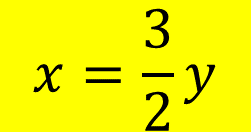 x = 3/2 y